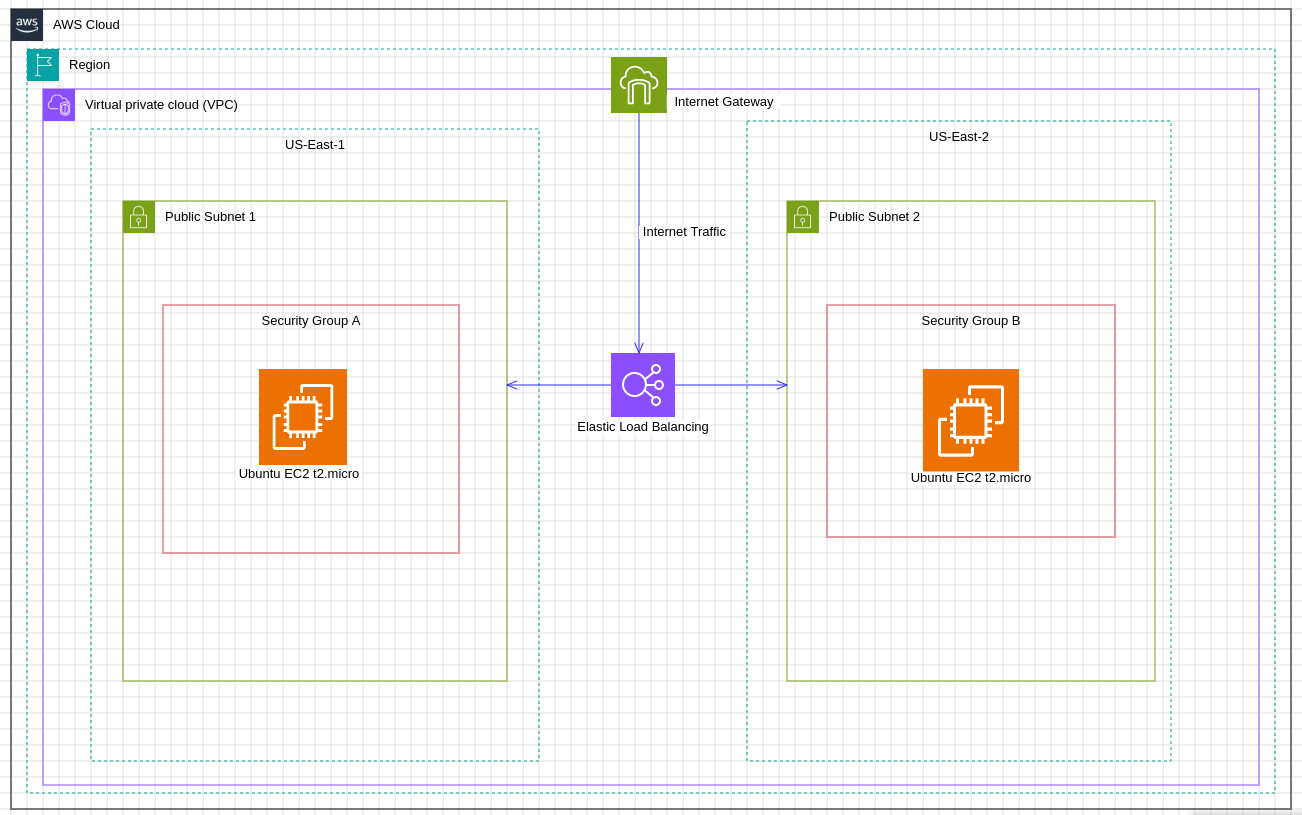 aws
AWS Cloud
Region
Internet Gateway
Virtual private cloud (VPC)
US-East-1
US-East-2
Public Subnet 1
Public Subnet 2
Internet Traffic
Security Group A
Security Group B
Elastic Load Balancing
Ubuntu EC2 t2.micro
Ubuntu EC2 t2.micro